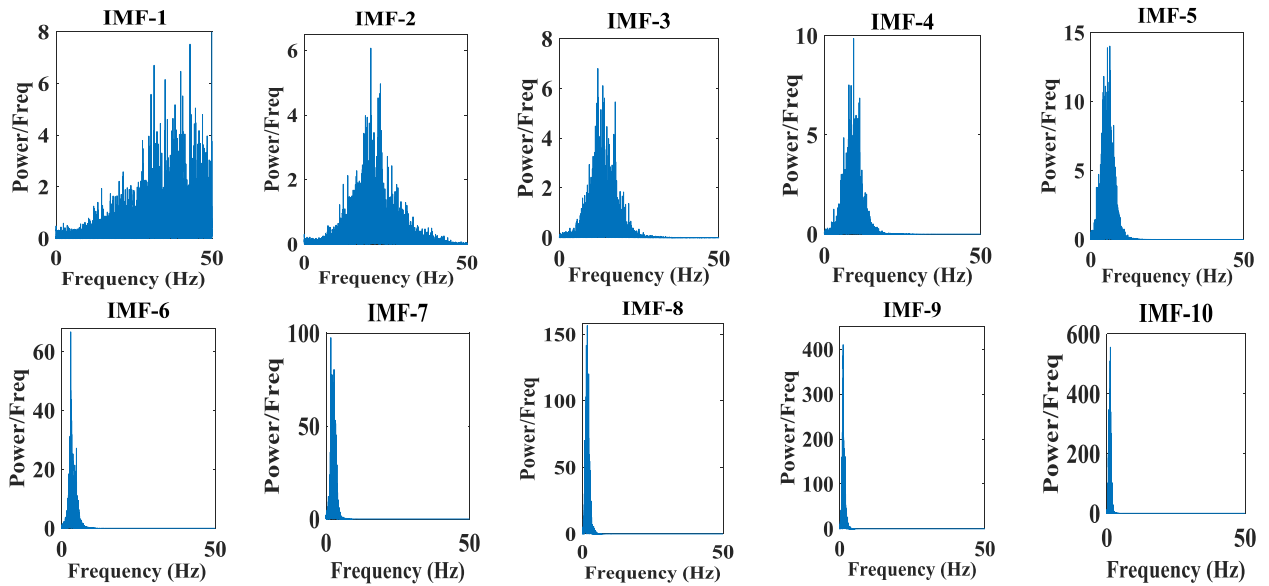 IMF-1
Power/Freq
8
6
4
2
0
0
50
Frequency (Hz)
IMF-2
Power/Freq
6
4
2
0
0
50
Frequency (Hz)
IMF-3
Power/Freq
8
6
4
2
0
0
50
Frequency (Hz)
IMF-4
Power/Freq
10
5
0
0
50
Frequency (Hz)
IMF-5
Power/Freq
15
10
5
0
0
50
Frequency (Hz)
IMF-6
Power/Freq
60
40
20
0
0
50
Frequency (Hz)
IMF-7
Power/Freq
100
50
0
0
50
Frequency (Hz)
IMF-8
Power/Freq
150
100
50
0
0
50
Frequency (Hz)
IMF-9
Power/Freq
400
300
200
100
0
0
50
Frequency (Hz)
IMF-10
Power/Freq
600
400
200
0
0
50
Frequency (Hz)